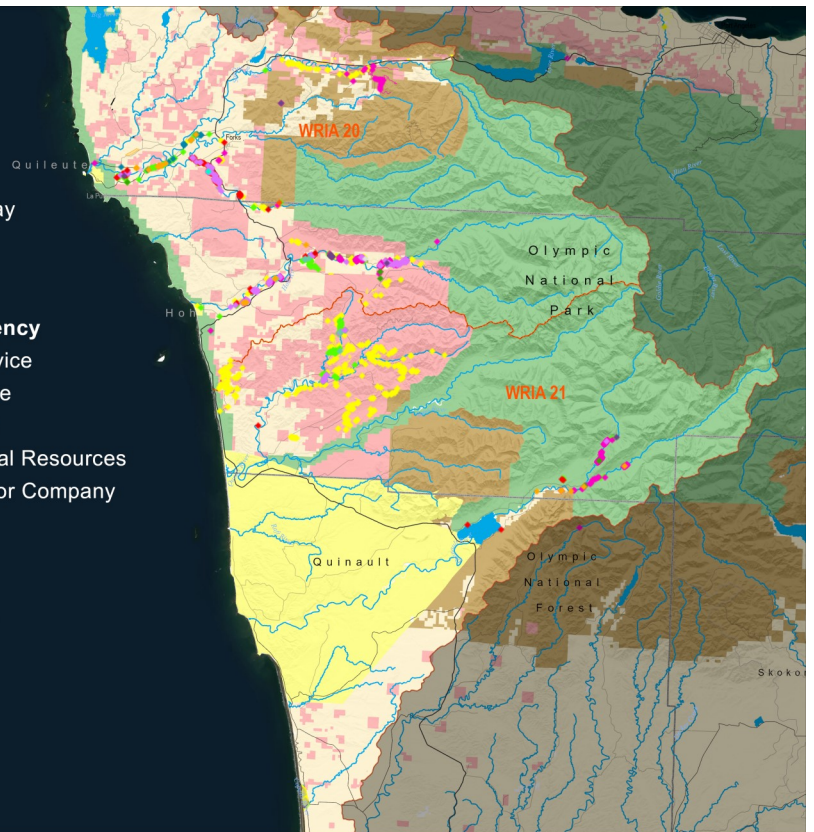 WRIA 20
Forks
Quileute
La Pu
ay
Olympic
National
Park
Hoh
ency
vice
e
WRIA 21
al Resources
or Company
Quinault
Olympic
National
Forest
Skokom